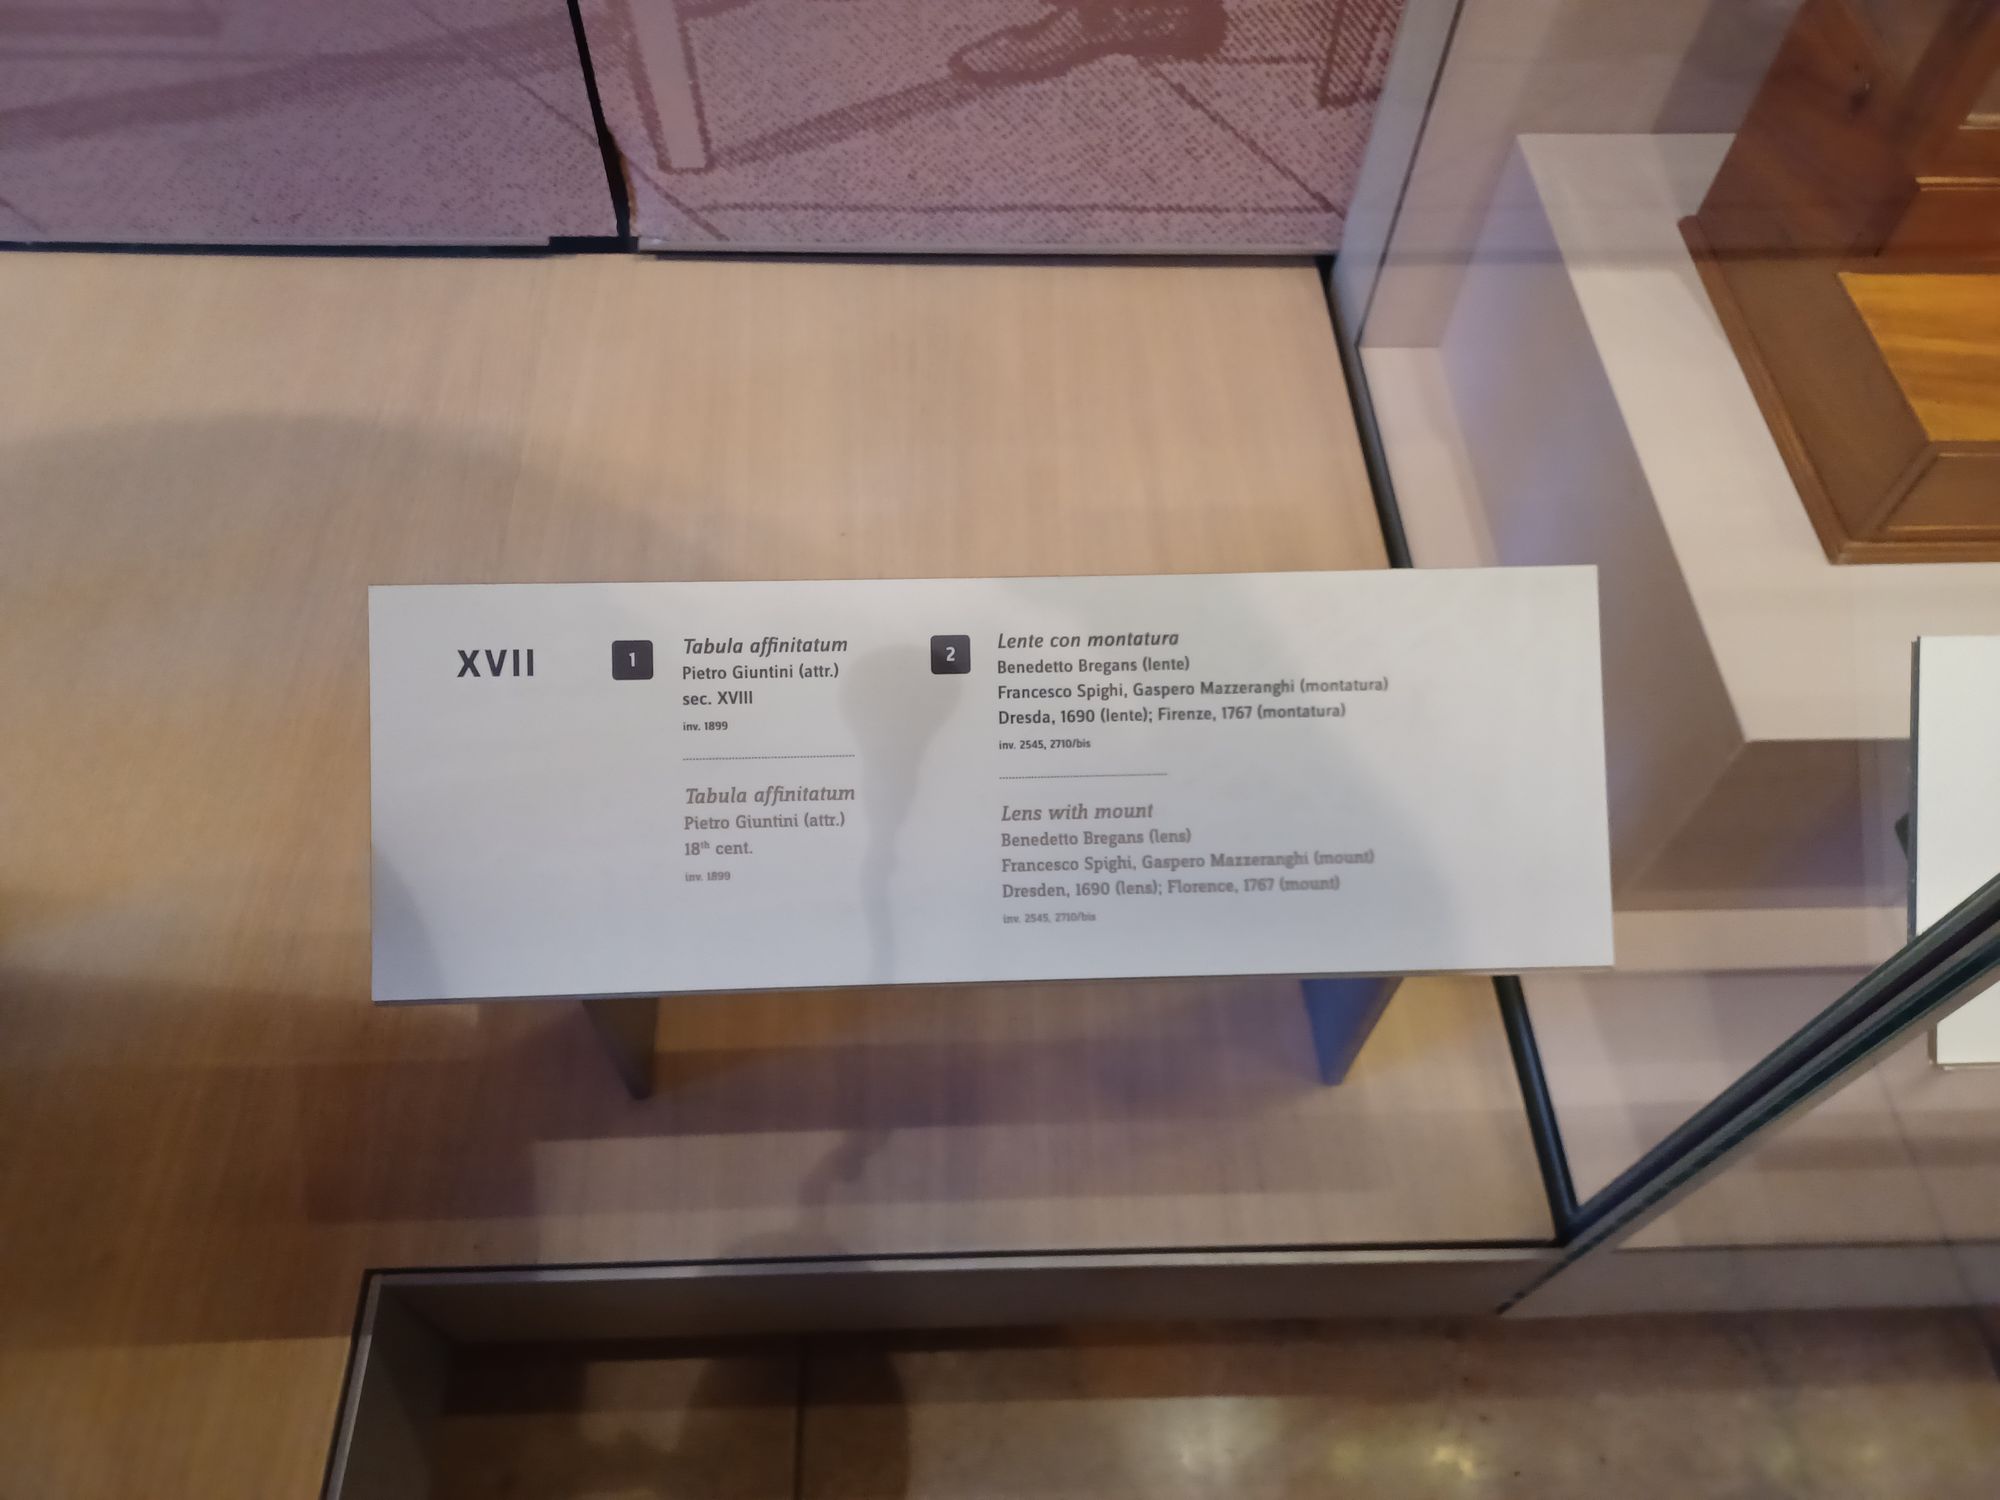 XVII
1
Tabula affinitatum
Pietro Giuntini (attr.)
sec. XVIII
inv. 1899
Tabula affinitatum
Pietro Giuntini (attr.)
18th cent.
inv. 1899
2
Lente con montatura
Benedetto Bregans (lente)
Francesco Spighi, Gaspero Mazzeranghi (montatura)
Dresda, 1690 (lente); Firenze, 1767 (montatura)
inv. 2545, 2710/bis
Lens with mount
Benedetto Bregans (lens)
Francesco Spighi, Gaspero Mazzeranghi (mount)
Dresden, 1690 (lens); Florence, 1767 (mount)
inv. 2545, 2710/bis